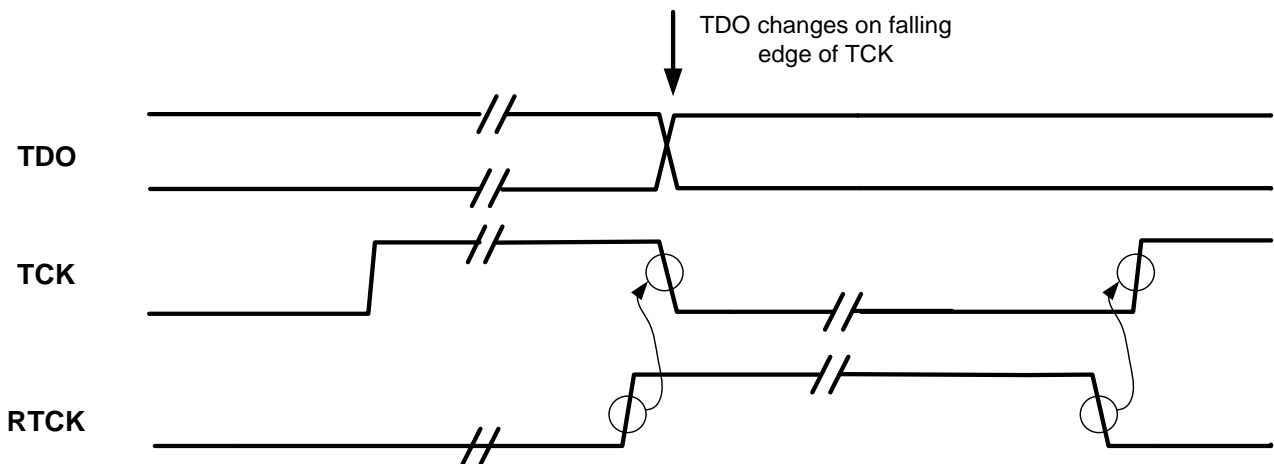 TDO changes on falling
edge of TCK
TDO
TCK
RTCK